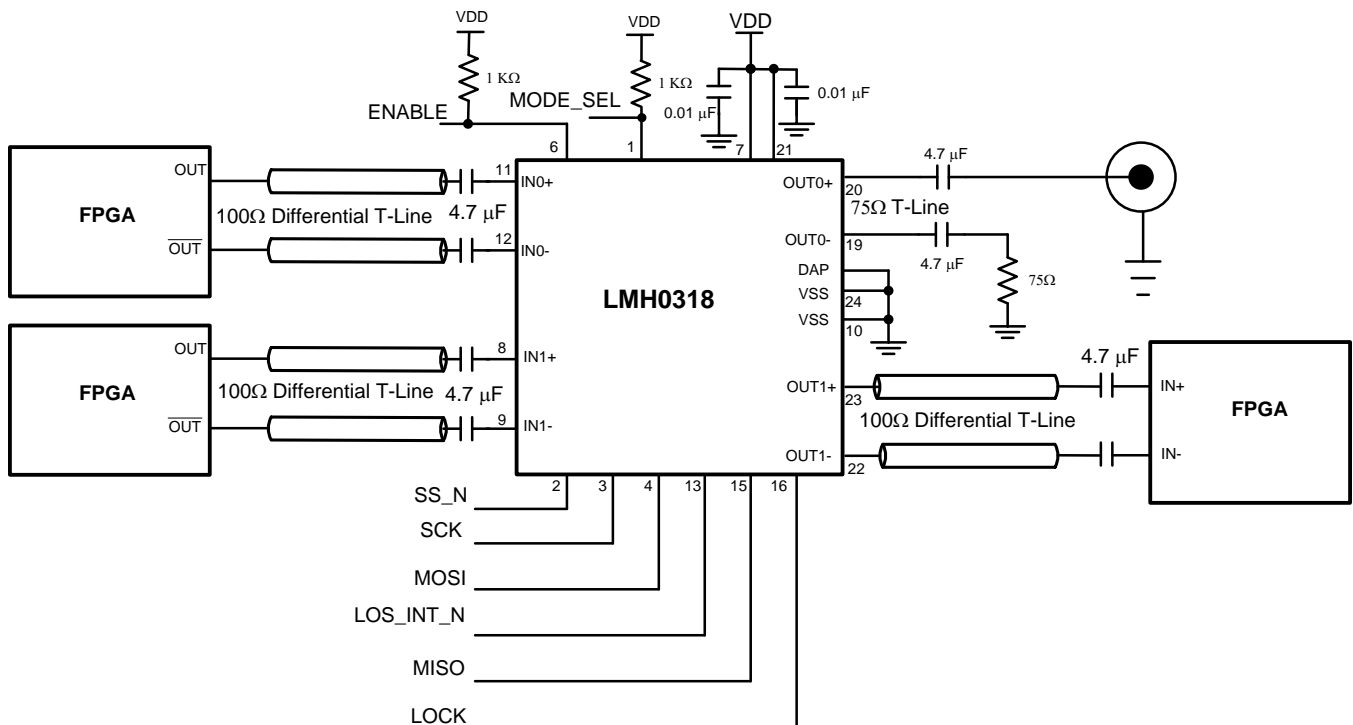 VDD
VDD
VDD
1 KΩ
1 KΩ
0.01 µF
0.01 µF
ENABLE
MODE_SEL
6
1
7
21
FPGA
OUT
OUT
100Ω Differential T-Line
4.7 µF
11
IN0+
12
IN0-
FPGA
OUT
OUT
100Ω Differential T-Line
4.7 µF
8
IN1+
9
IN1-
LMH0318
OUT0+
20
4.7 µF
75Ω T-Line
OUT0-
19
4.7 µF
75Ω
DAP
VSS
24
VSS
10
OUT1+
23
100Ω Differential T-Line
OUT1-
22
4.7 µF
IN+
IN-
FPGA
2
3
4
13
15
16
SS_N
SCK
MOSI
LOS_INT_N
MISO
LOCK